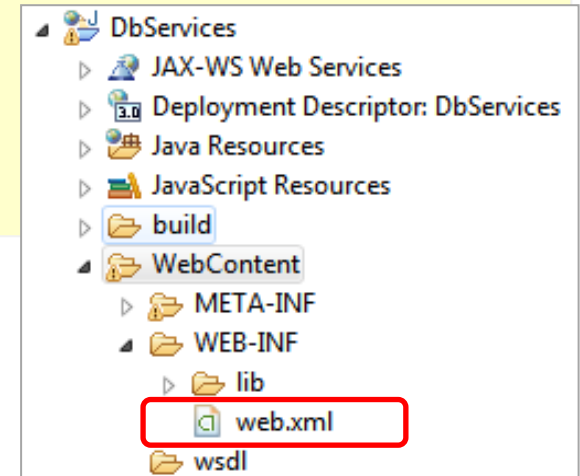 DbServices
JAX-WS Web Services
3.0 Deployment Descriptor: DbServices
Java Resources
JavaScript Resources
build
WebContent
META-INF
WEB-INF
lib
web.xml
wsdl